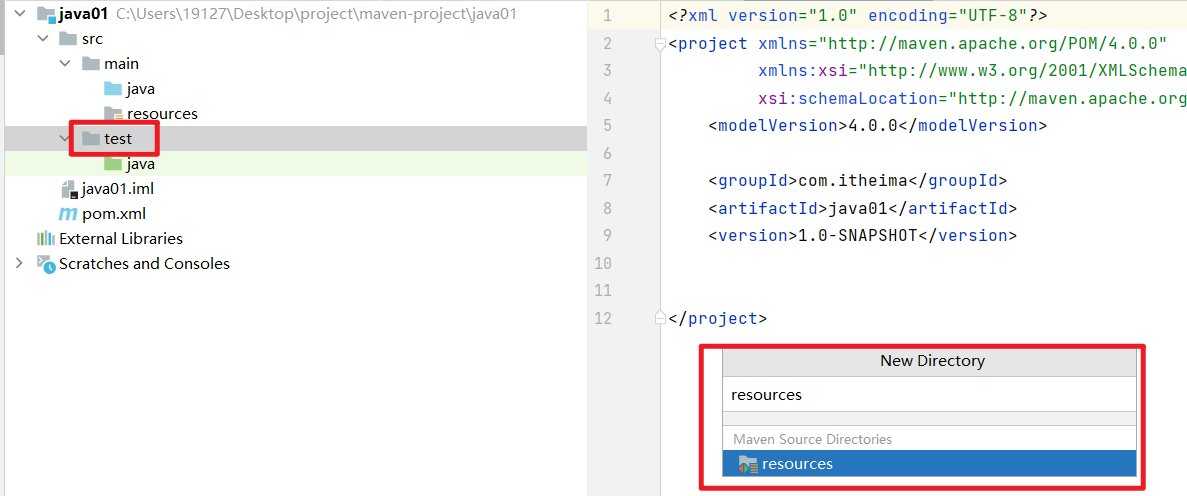 java01 C:\Users\19127\Desktop\project\maven-project\java01
src
main
java
resources
test
java
java01.iml
pom.xml
External Libraries
Scratches and Consoles
1 <?xml version="1.0" encoding="UTF-8"?>
2 <project xmlns="http://maven.apache.org/POM/4.0.0"
3 xmlns:xsi="http://www.w3.org/2001/XMLSchema
4 xsi:schemaLocation="http://maven.apache.org
5 <modelVersion>4.0.0</modelVersion>
6
7 <groupId>com.itheima</groupId>
8 <artifactId>java01</artifactId>
9 <version>1.0-SNAPSHOT</version>
10
11
12 </project>
New Directory
resources
Maven Source Directories
resources